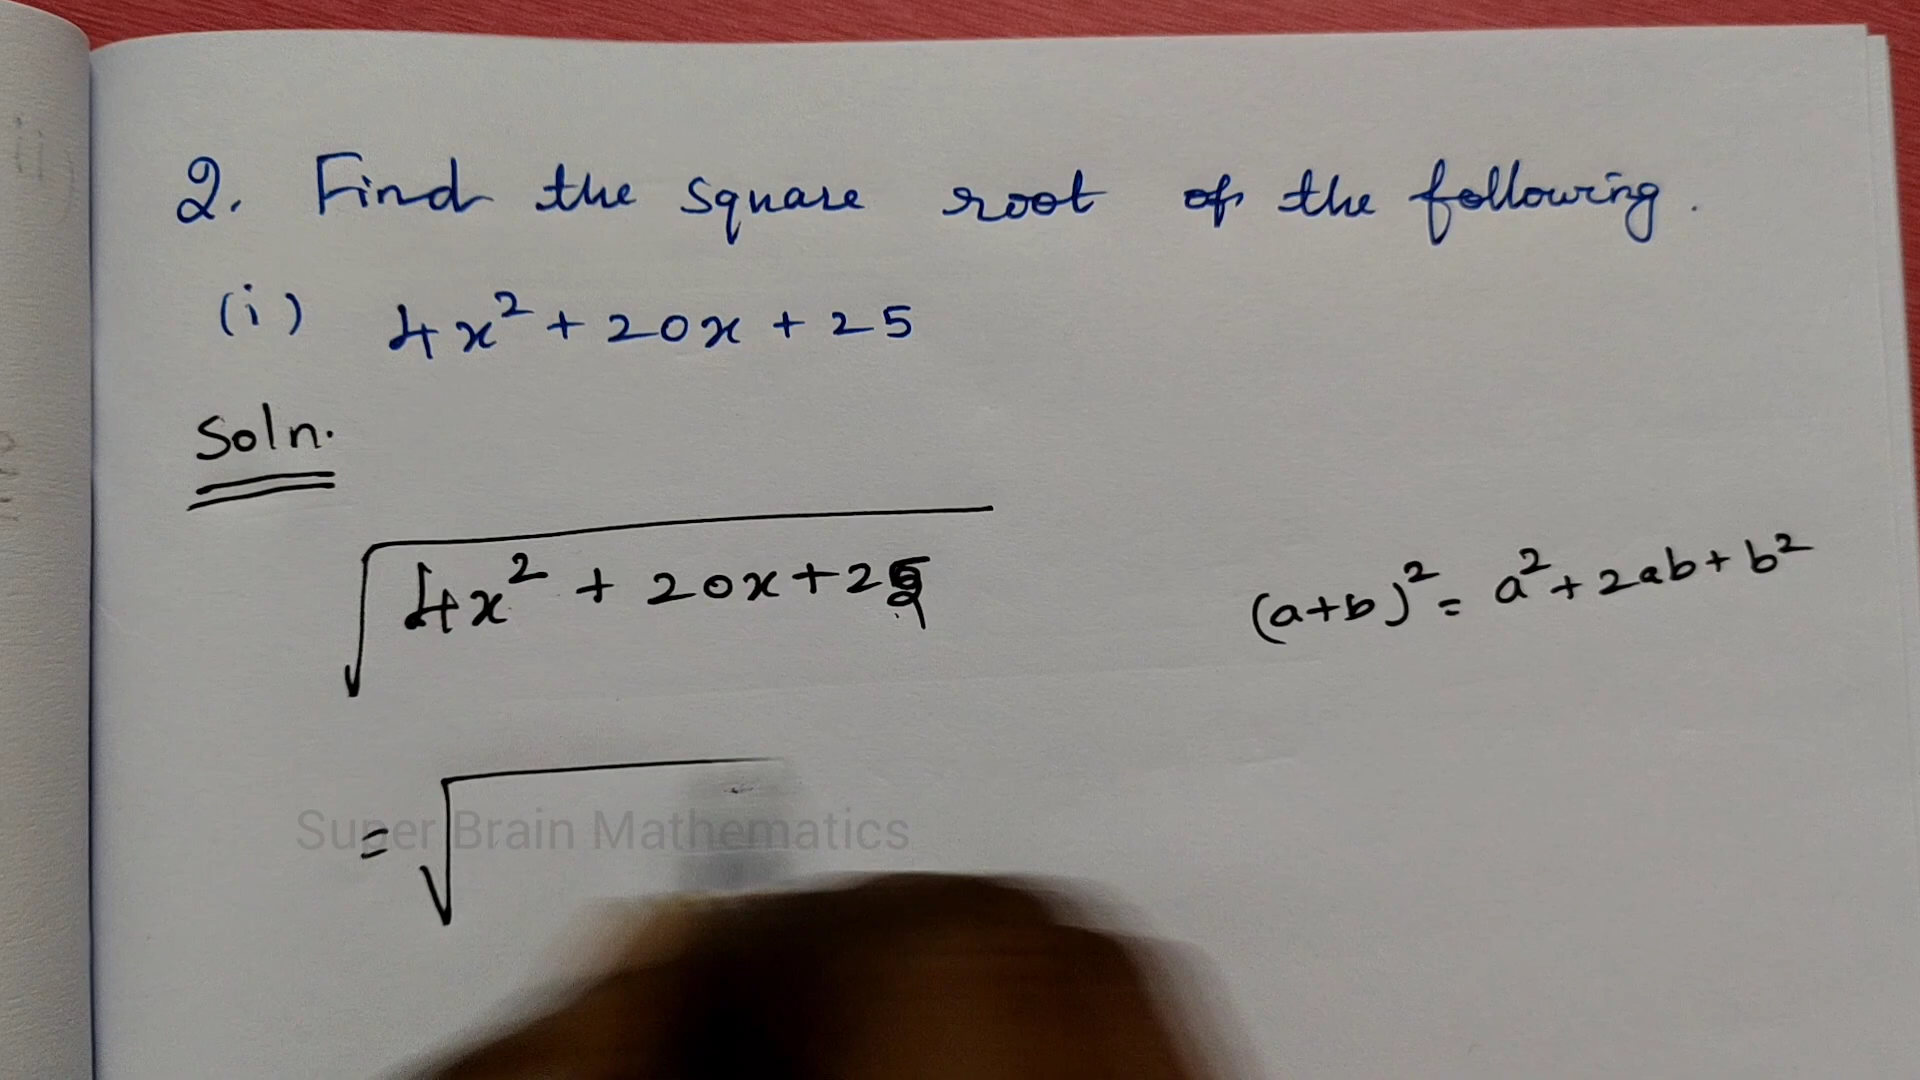 2. Find the square root of the following.
(i) 4x² + 20x + 25
Soln.
√4x² + 20x + 25
(a+b)² = a² + 2ab + b²
= √
Super Brain Mathematics